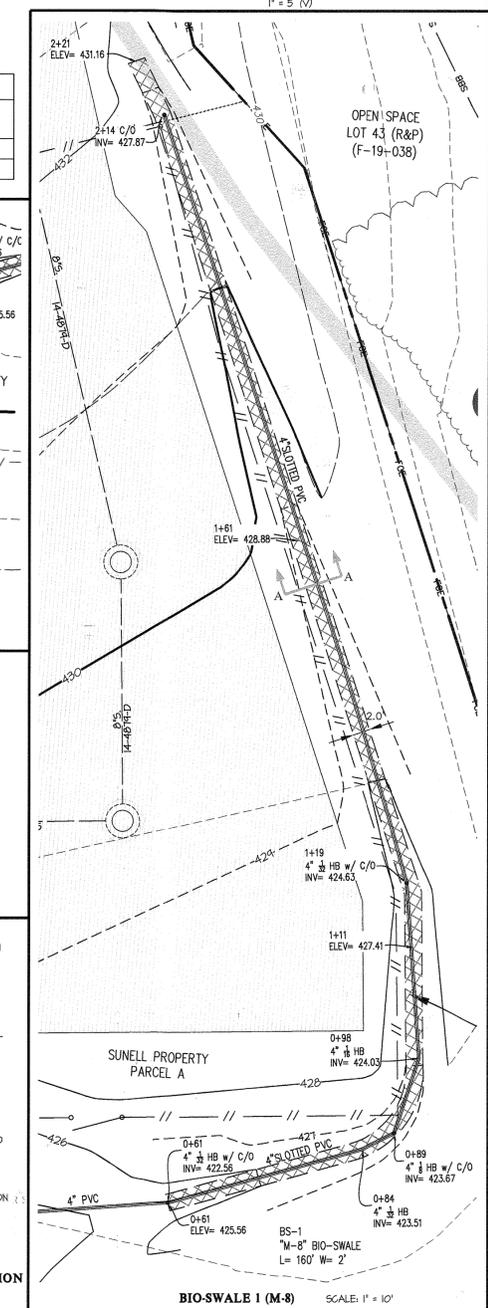 1" = 5' (V)
2+21
ELEV= 431.16
2+14 C/O
INV= 427.87
432
430
OPEN SPACE
LOT 43 (R&P)
(F-19-038)
BBS
FOE
8"S.
14-4879-D
FOE
4"SLOTTED PVC
1+61
ELEV= 428.88
A
A
FOE
FOE
430
8"S.
14-4879-D
2.0'
429
1+19
4" 1/32 HB w/ C/O
INV= 424.63
1+11
ELEV= 427.41
0+98
4" 1/16 HB
INV= 424.03
SUNELL PROPERTY
PARCEL A
428
426
427
0+61
4" 1/32 HB w/ C/O
INV= 422.56
4"SLOTTED PVC
4" PVC
0+89
4" 1/8 HB w/ C/O
INV= 423.67
0+61
ELEV= 425.56
0+84
4" 1/32 HB
INV= 423.51
BS-1
"M-8" BIO-SWALE
L= 160' W= 2'
BIO-SWALE 1 (M-8) SCALE: 1" = 10'